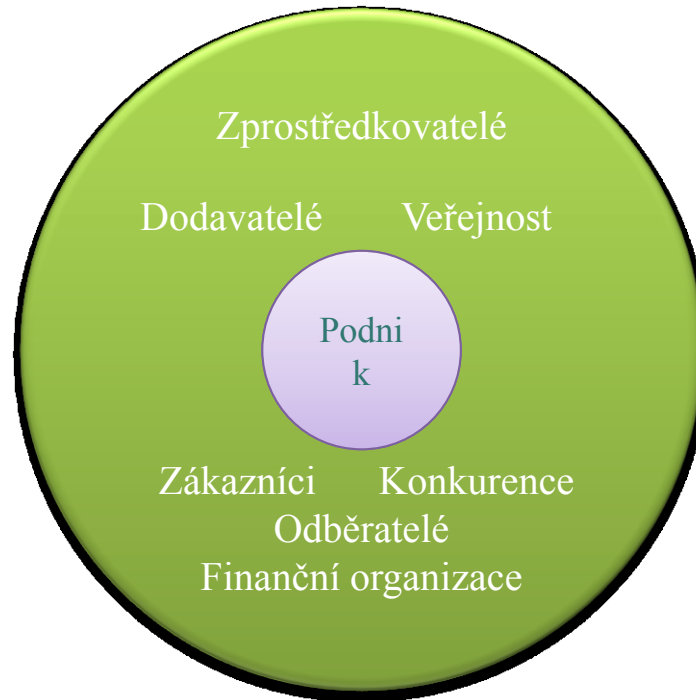 Zprostředkovatelé
Dodavatelé Veřejnost
Podni
k
Zákazníci Konkurence
Odběratelé
Finanční organizace